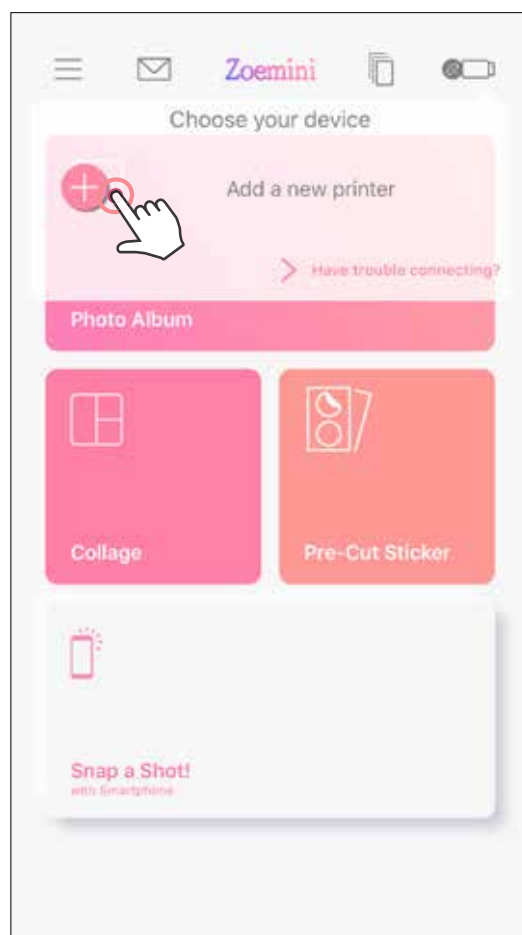 Zoemini
Choose your device
Add a new printer
Have trouble connecting?
Photo Album
Collage
Pre-Cut Sticker
Snap a Shot!
with Smartphone